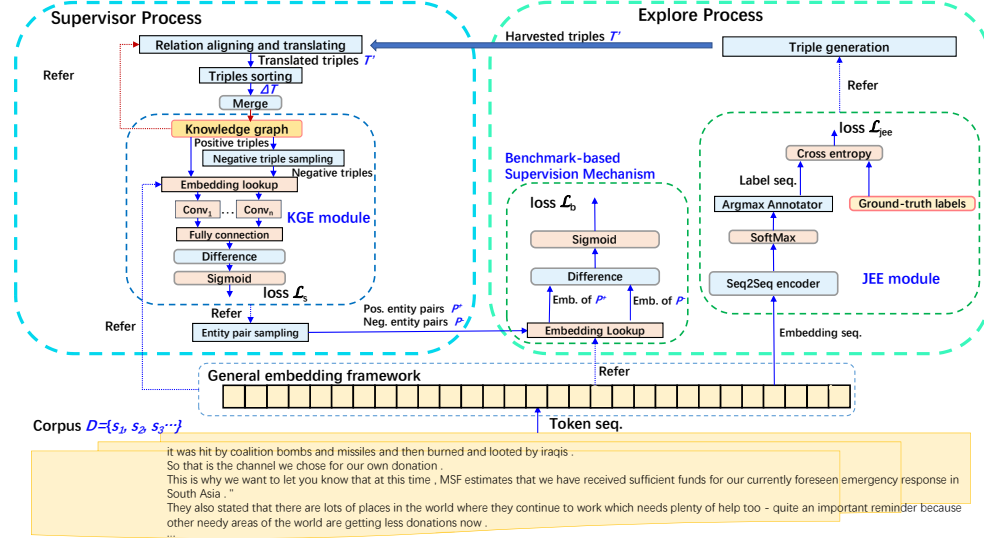 Supervisor Process
Explore Process
Relation aligning and translating
Harvested triples T'
Triple generation
Translated triples T'
Refer
Triples sorting
ΔT
Merge
Refer
Knowledge graph
Positive triples
Negative triple sampling
Negative triples
Embedding lookup
Conv1 ... Convn
KGE module
Fully connection
Difference
Sigmoid
loss ℒs
Refer
Entity pair sampling
Refer
Pos. entity pairs P+
Neg. entity pairs P-
Benchmark-based
Supervision Mechanism
loss ℒb
Sigmoid
Difference
Emb. of P+
Emb. of P-
Embedding Lookup
Refer
loss ℒjee
Cross entropy
Label seq.
Argmax Annotator
Ground-truth labels
SoftMax
JEE module
Seq2Seq encoder
Embedding seq.
General embedding framework
Corpus D={s1, s2, s3···}
Token seq.
it was hit by coalition bombs and missiles and then burned and looted by iraqis .
So that is the channel we chose for our own donation .
This is why we want to let you know that at this time , MSF estimates that we have received sufficient funds for our currently foreseen emergency response in
South Asia . "
They also stated that there are lots of places in the world where they continue to work which needs plenty of help too - quite an important reminder because
other needy areas of the world are getting less donations now .
...